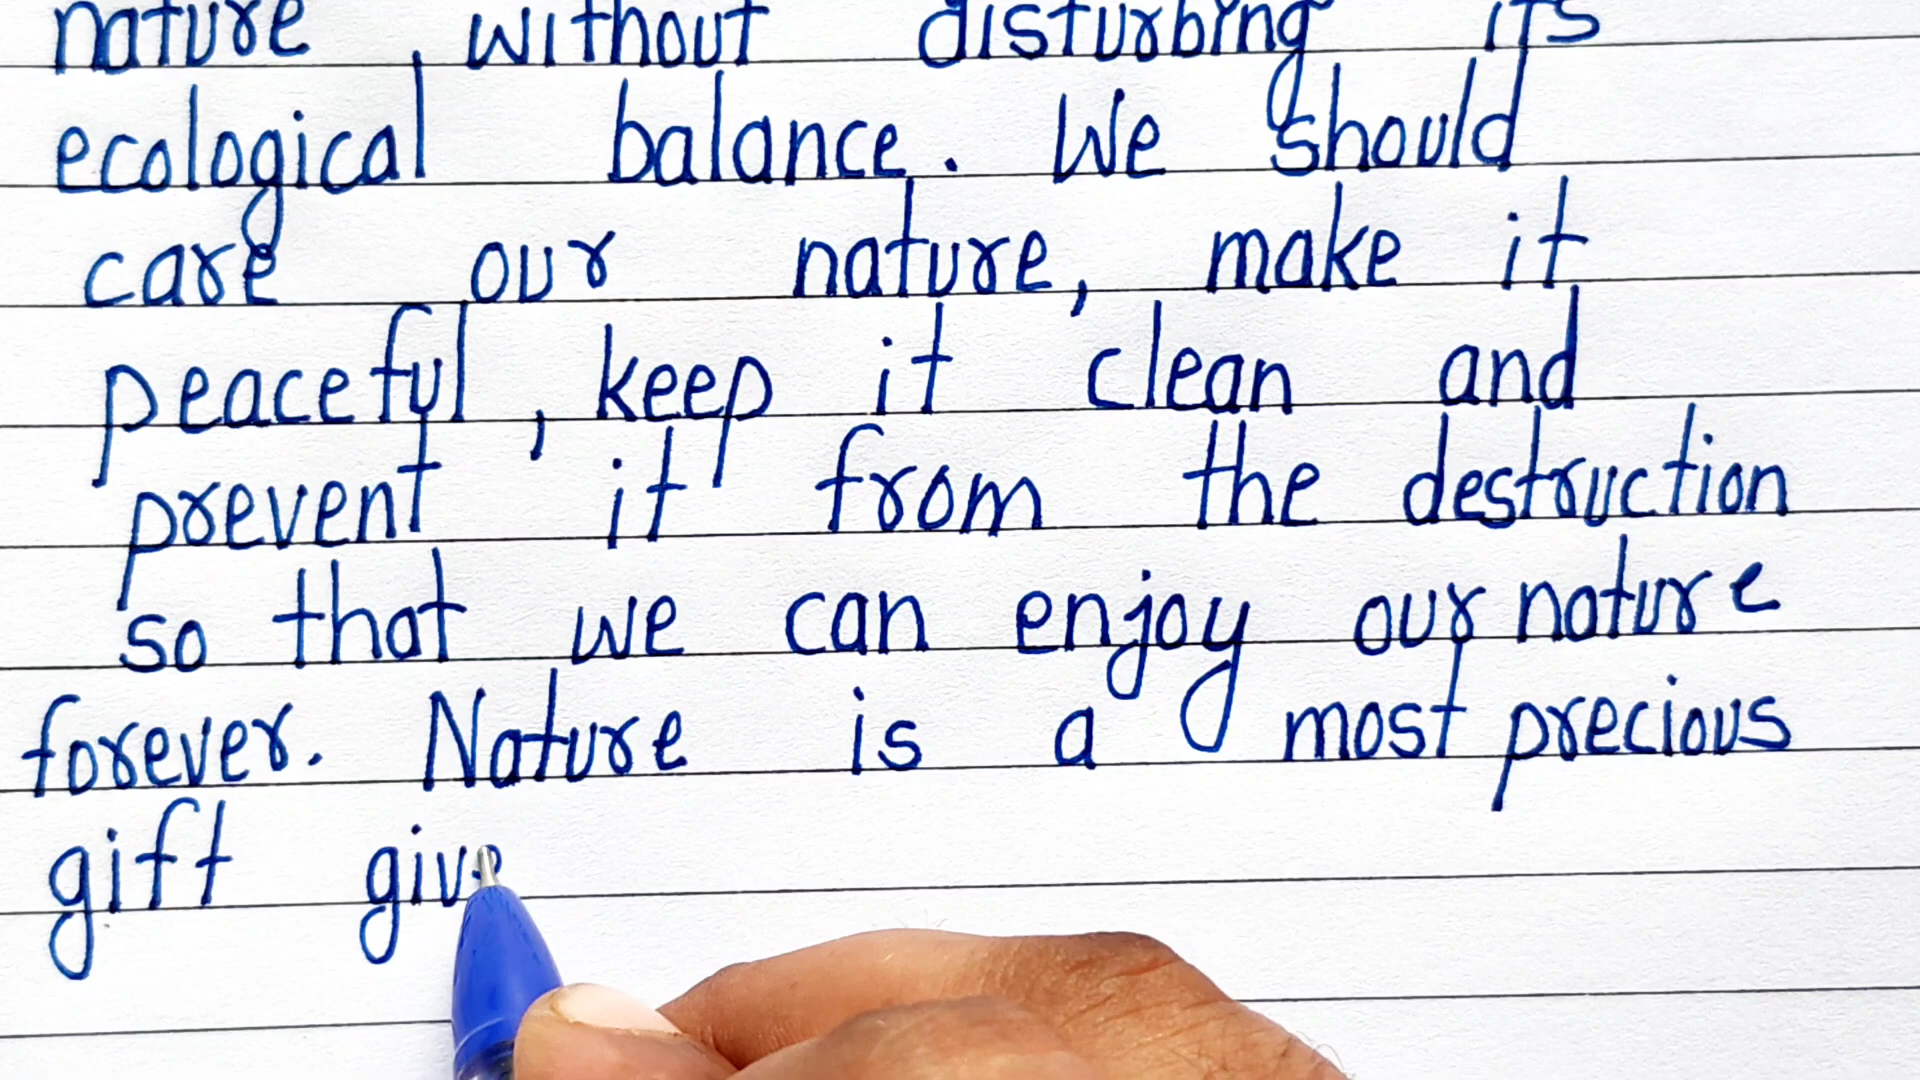 nature, without disturbing its
ecological balance. We should
care our nature, make it
peaceful, keep it clean and
prevent it from the destruction
so that we can enjoy our nature
forever. Nature is a most precious
gift give